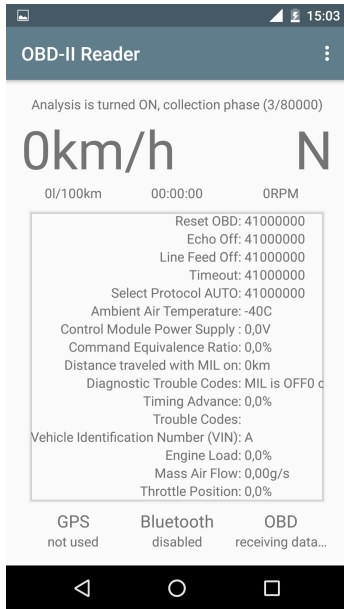 15:03
OBD-II Reader
Analysis is turned ON, collection phase (3/80000)
0km/h N
0l/100km 00:00:00 0RPM
Reset OBD: 41000000
Echo Off: 41000000
Line Feed Off: 41000000
Timeout: 41000000
Select Protocol AUTO: 41000000
Ambient Air Temperature: -40C
Control Module Power Supply : 0,0V
Command Equivalence Ratio: 0,0%
Distance traveled with MIL on: 0km
Diagnostic Trouble Codes: MIL is OFF0 c
Timing Advance: 0,0%
Trouble Codes:
Vehicle Identification Number (VIN): A
Engine Load: 0,0%
Mass Air Flow: 0,00g/s
Throttle Position: 0,0%
GPS Bluetooth OBD
not used disabled receiving data...